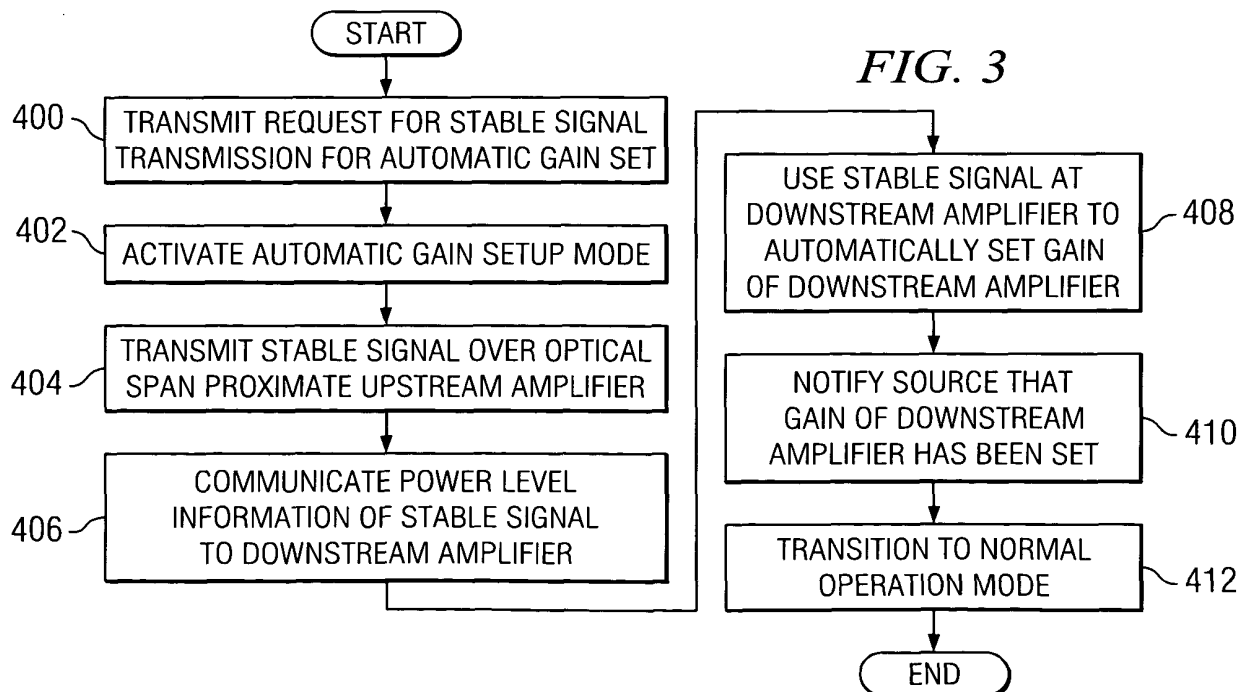 FIG. 3
START
400
TRANSMIT REQUEST FOR STABLE SIGNAL
TRANSMISSION FOR AUTOMATIC GAIN SET
402
ACTIVATE AUTOMATIC GAIN SETUP MODE
404
TRANSMIT STABLE SIGNAL OVER OPTICAL
SPAN PROXIMATE UPSTREAM AMPLIFIER
406
COMMUNICATE POWER LEVEL
INFORMATION OF STABLE SIGNAL
TO DOWNSTREAM AMPLIFIER
USE STABLE SIGNAL AT
DOWNSTREAM AMPLIFIER TO
AUTOMATICALLY SET GAIN
OF DOWNSTREAM AMPLIFIER
408
NOTIFY SOURCE THAT
GAIN OF DOWNSTREAM
AMPLIFIER HAS BEEN SET
410
TRANSITION TO NORMAL
OPERATION MODE
412
END